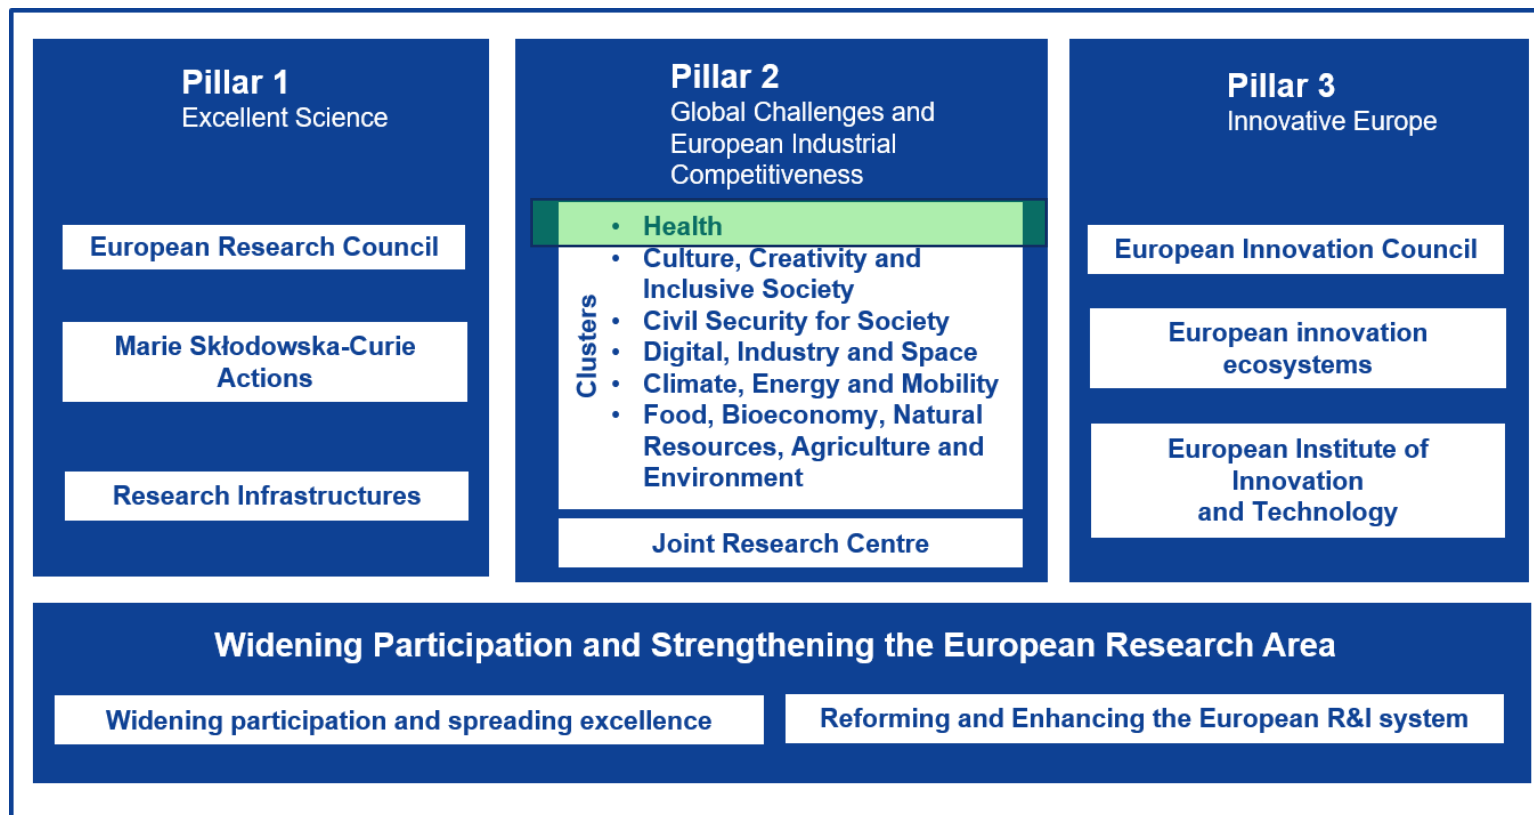 Pillar 1
Excellent Science
European Research Council
Marie Skłodowska-Curie
Actions
Research Infrastructures
Pillar 2
Global Challenges and
European Industrial
Competitiveness
Clusters
• Health
• Culture, Creativity and
Inclusive Society
• Civil Security for Society
• Digital, Industry and Space
• Climate, Energy and Mobility
• Food, Bioeconomy, Natural
Resources, Agriculture and
Environment
Joint Research Centre
Pillar 3
Innovative Europe
European Innovation Council
European innovation
ecosystems
European Institute of
Innovation
and Technology
Widening Participation and Strengthening the European Research Area
Widening participation and spreading excellence
Reforming and Enhancing the European R&I system